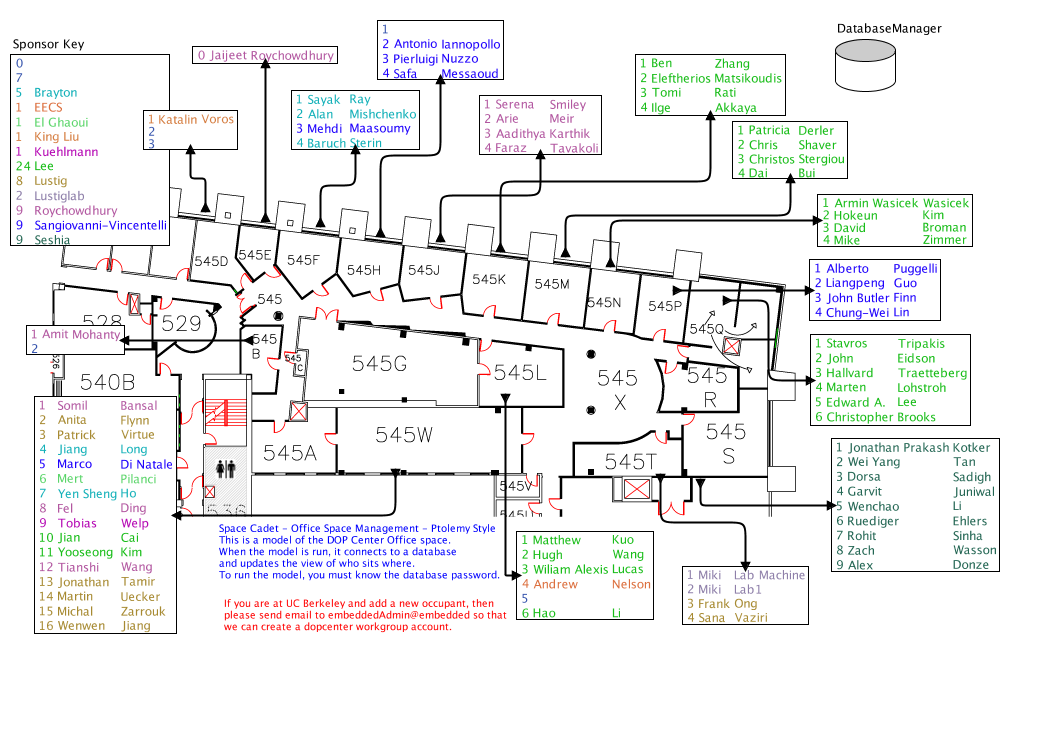 DatabaseManager
Sponsor Key
0
7
5 Brayton
1 EECS
1 El Ghaoui
1 King Liu
1 Kuehlmann
24 Lee
8 Lustig
2 Lustiglab
9 Roychowdhury
9 Sangiovanni-Vincentelli
9 Seshia
1 Katalin Voros
2
3
0 Jaijeet Roychowdhury
1
2 Antonio Iannopollo
3 Pierluigi Nuzzo
4 Safa Messaoud
1 Sayak Ray
2 Alan Mishchenko
3 Mehdi Maasoumy
4 Baruch Sterin
1 Serena Smiley
2 Arie Meir
3 Aadithya Karthik
4 Faraz Tavakoli
1 Ben Zhang
2 Eleftherios Matsikoudis
3 Tomi Rati
4 Ilge Akkaya
1 Patricia Derler
2 Chris Shaver
3 Christos Stergiou
4 Dai Bui
1 Armin Wasicek Wasicek
2 Hokeun Kim
3 David Broman
4 Mike Zimmer
1 Alberto Puggelli
2 Liangpeng Guo
3 John Butler Finn
4 Chung-Wei Lin
1 Stavros Tripakis
2 John Eidson
3 Hallvard Traetteberg
4 Marten Lohstroh
5 Edward A. Lee
6 Christopher Brooks
1 Jonathan Prakash Kotker
2 Wei Yang Tan
3 Dorsa Sadigh
4 Garvit Juniwal
5 Wenchao Li
6 Ruediger Ehlers
7 Rohit Sinha
8 Zach Wasson
9 Alex Donze
545D
545E
545F
545H
545J
545K
545M
545N
545P
545Q
545
528
529
545
B
545
C
545G
545L
545
X
545
R
526
540B
545A
545W
545T
545
S
545V
545U
536
1 Amit Mohanty
2
1 Somil Bansal
2 Anita Flynn
3 Patrick Virtue
4 Jiang Long
5 Marco Di Natale
6 Mert Pilanci
7 Yen Sheng Ho
8 Fel Ding
9 Tobias Welp
10 Jian Cai
11 Yooseong Kim
12 Tianshi Wang
13 Jonathan Tamir
14 Martin Uecker
15 Michal Zarrouk
16 Wenwen Jiang
Space Cadet - Office Space Management - Ptolemy Style
This is a model of the DOP Center Office space.
When the model is run, it connects to a database
and updates the view of who sits where.
To run the model, you must know the database password.
If you are at UC Berkeley and add a new occupant, then
please send email to embeddedAdmin@embedded so that
we can create a dopcenter workgroup account.
1 Matthew Kuo
2 Hugh Wang
3 Wiliam Alexis Lucas
4 Andrew Nelson
5
6 Hao Li
1 Miki Lab Machine
2 Miki Lab1
3 Frank Ong
4 Sana Vaziri